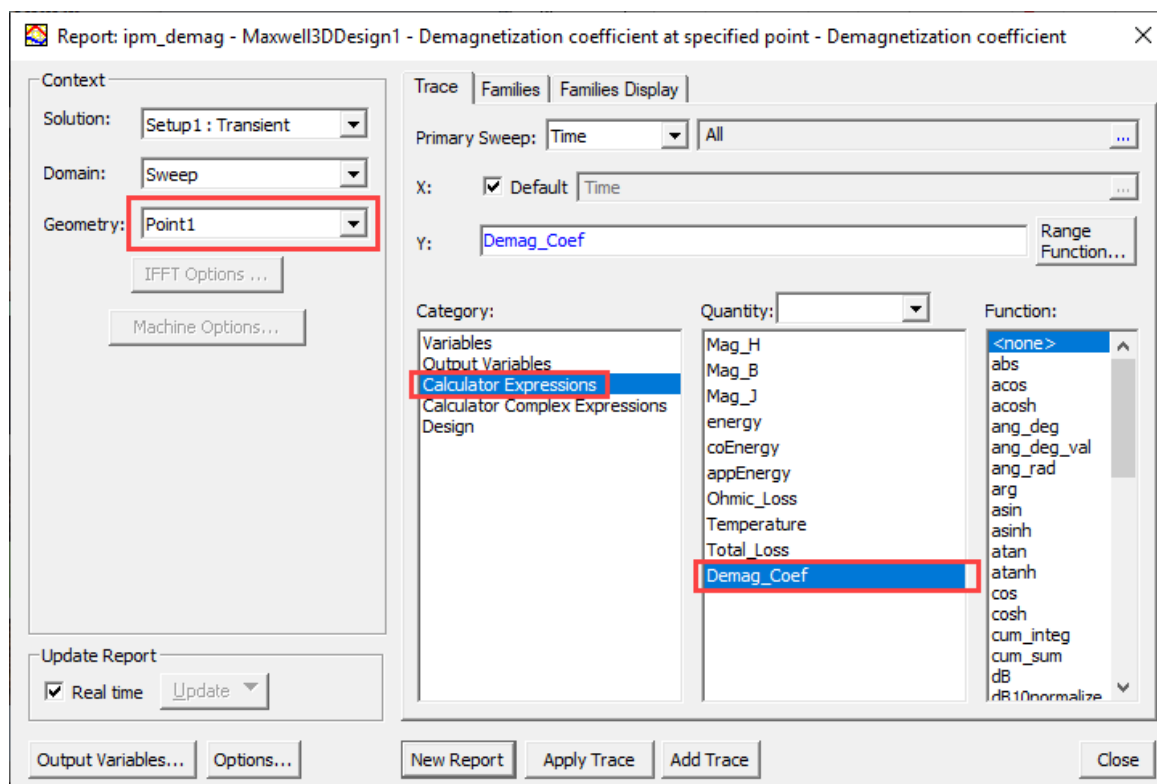 Report: ipm_demag - Maxwell3DDesign1 - Demagnetization coefficient at specified point - Demagnetization coefficient
Context
Solution:
Setup1 : Transient
Domain:
Sweep
Geometry:
Point1
IFFT Options ...
Machine Options...
Update Report
Real time
Update
Output Variables...
Options...
Trace
Families
Families Display
Primary Sweep:
Time
All
...
X:
Default
Time
...
Y:
Demag_Coef
Range
Function...
Category:
Variables
Output Variables
Calculator Expressions
Calculator Complex Expressions
Design
Quantity:
Mag_H
Mag_B
Mag_J
energy
coEnergy
appEnergy
Ohmic_Loss
Temperature
Total_Loss
Demag_Coef
Function:
<none>
abs
acos
acosh
ang_deg
ang_deg_val
ang_rad
arg
asin
asinh
atan
atanh
cos
cosh
cum_integ
cum_sum
dB
dB10normalize
New Report
Apply Trace
Add Trace
Close